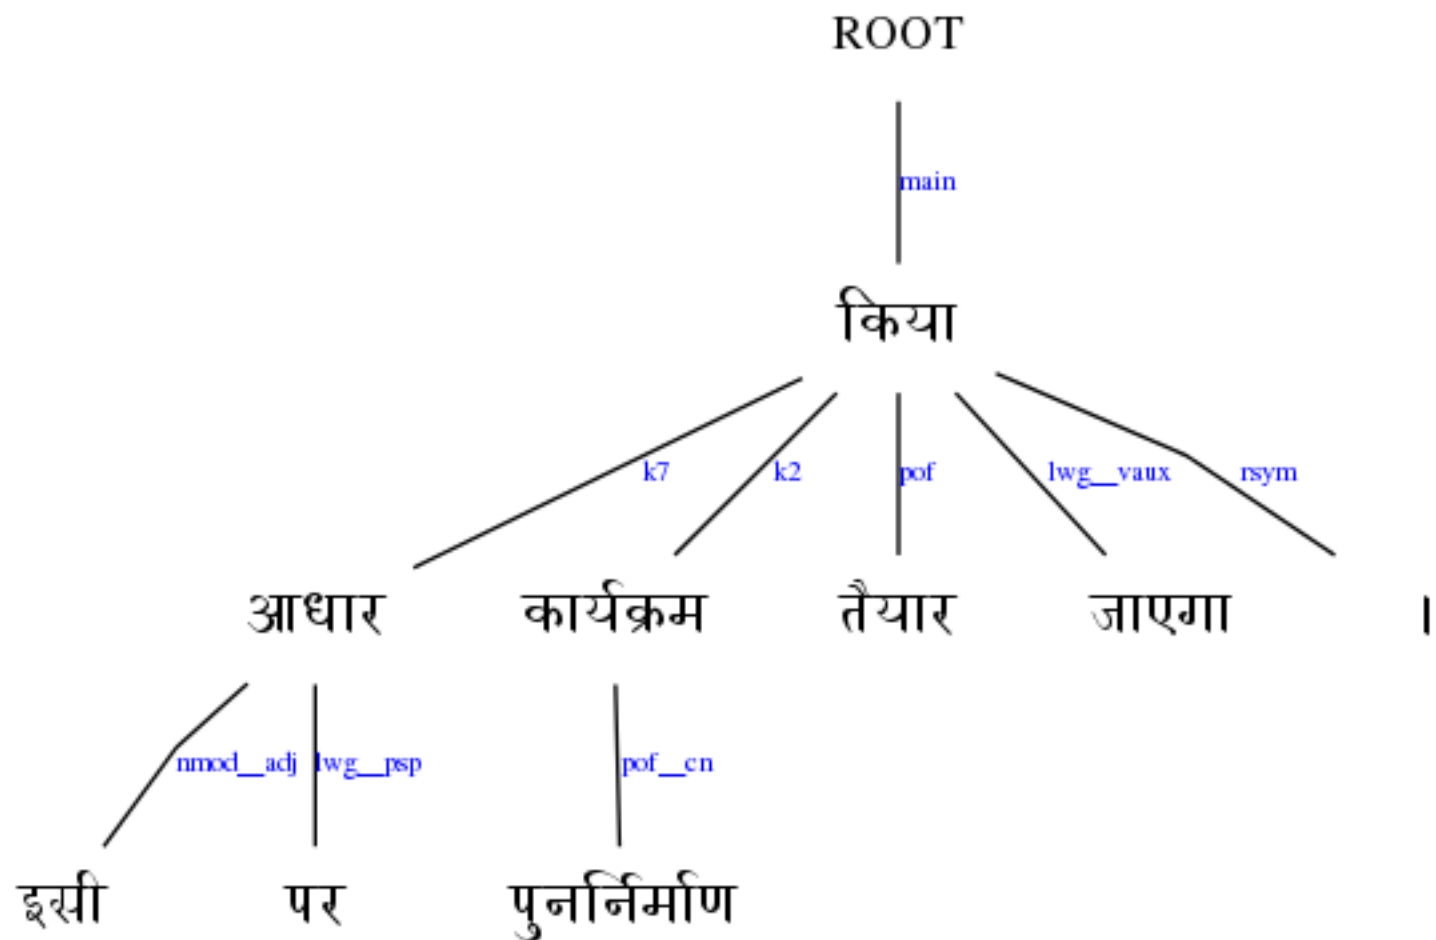 ROOT
main
किया
k7 k2 pof lwg__vaux rsym
आधार कार्यक्रम तैयार जाएगा ।
nmod__adj lwg__psp pof__cn
इसी पर पुनर्निर्माण